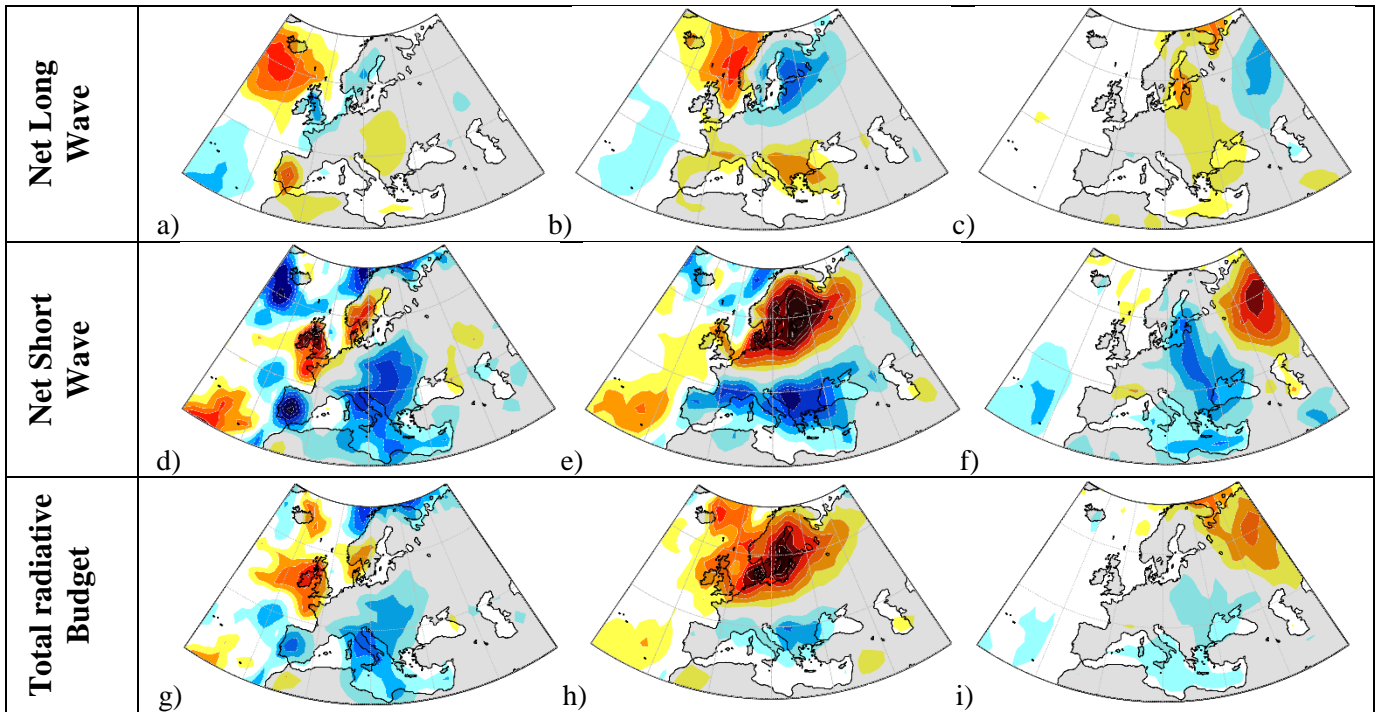 Net Long
Wave
a)
b)
c)
Net Short
Wave
d)
e)
f)
Total radiative
Budget
g)
h)
i)